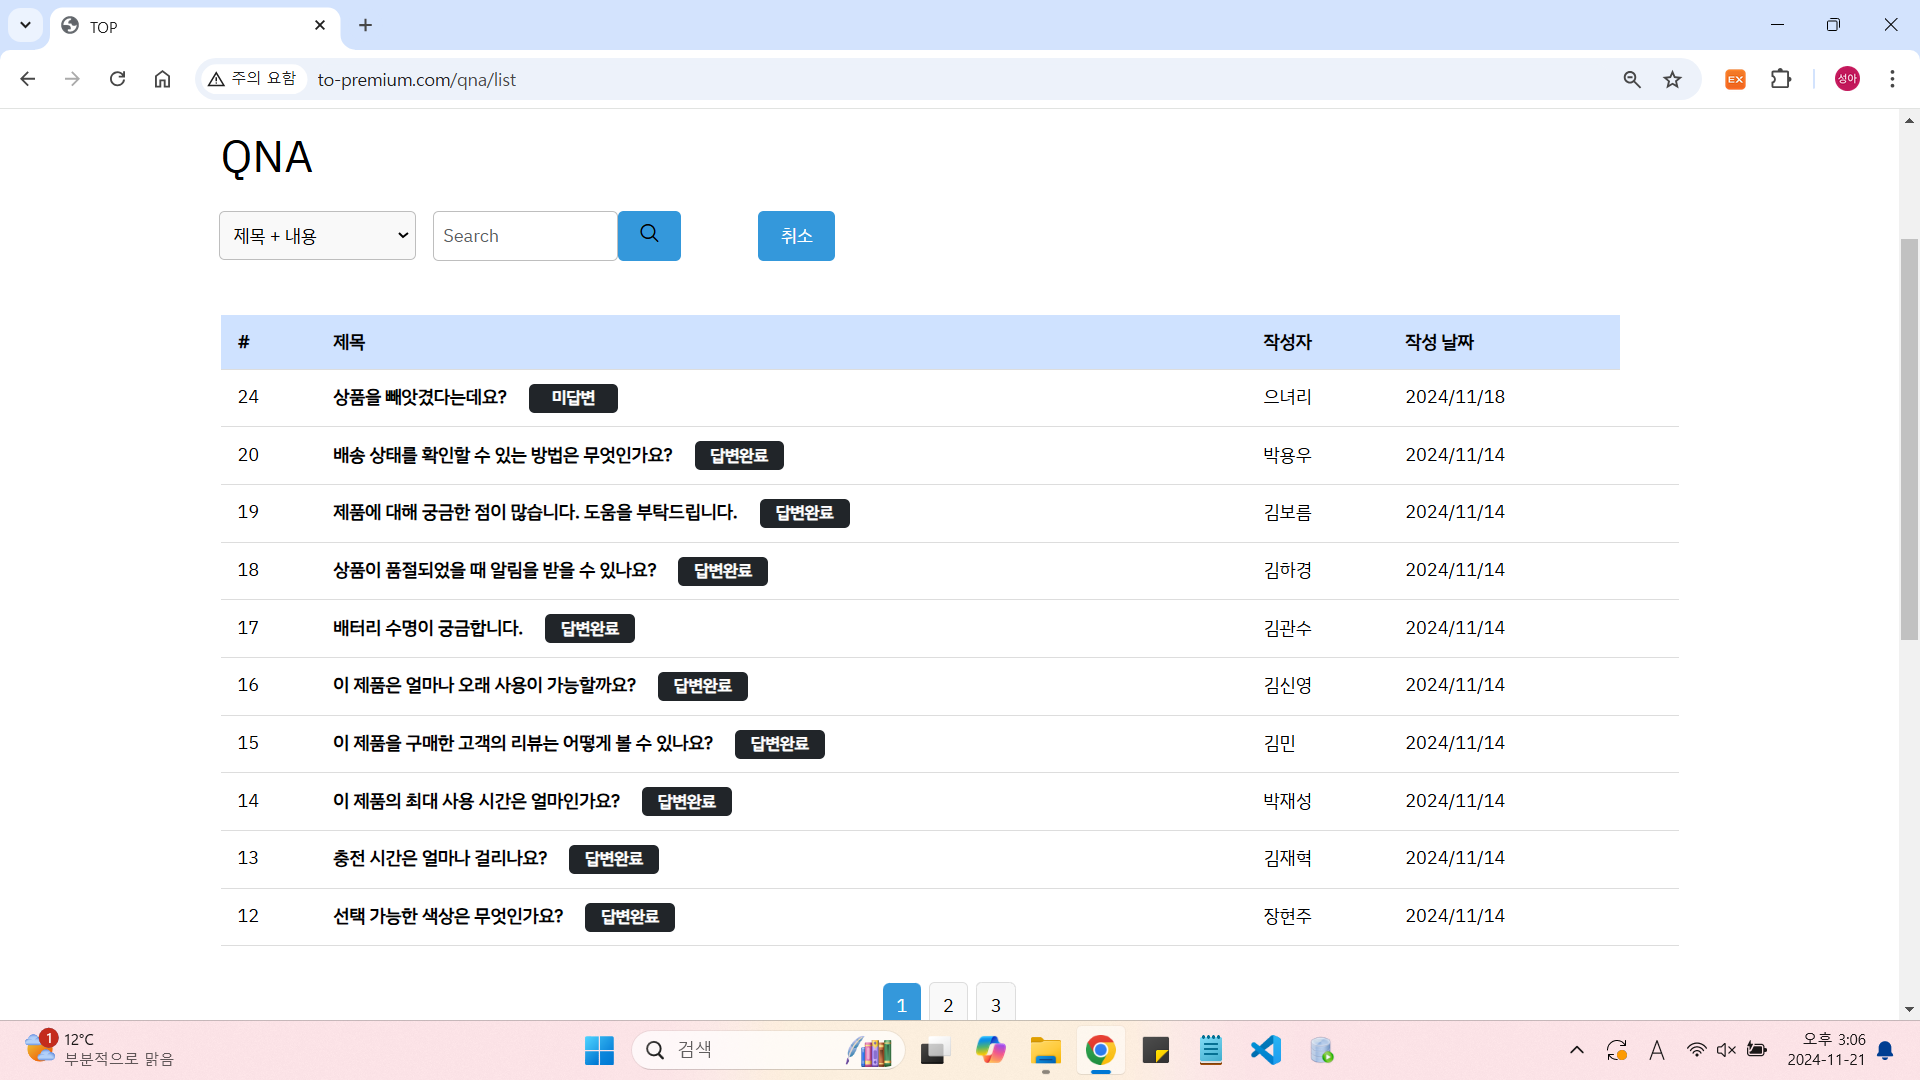 TOP
주의 요함 to-premium.com/qna/list EX 성아
QNA
제목 + 내용 Search 취소
# 제목 작성자 작성 날짜
24 상품을 빼앗겼다는데요? 미답변 으녀리 2024/11/18
20 배송 상태를 확인할 수 있는 방법은 무엇인가요? 답변완료 박용우 2024/11/14
19 제품에 대해 궁금한 점이 많습니다. 도움을 부탁드립니다. 답변완료 김보름 2024/11/14
18 상품이 품절되었을 때 알림을 받을 수 있나요? 답변완료 김하경 2024/11/14
17 배터리 수명이 궁금합니다. 답변완료 김관수 2024/11/14
16 이 제품은 얼마나 오래 사용이 가능할까요? 답변완료 김신영 2024/11/14
15 이 제품을 구매한 고객의 리뷰는 어떻게 볼 수 있나요? 답변완료 김민 2024/11/14
14 이 제품의 최대 사용 시간은 얼마인가요? 답변완료 박재성 2024/11/14
13 충전 시간은 얼마나 걸리나요? 답변완료 김재혁 2024/11/14
12 선택 가능한 색상은 무엇인가요? 답변완료 장현주 2024/11/14
1 2 3
1 12°C 검색 A 오후 3:06
부분적으로 맑음 2024-11-21